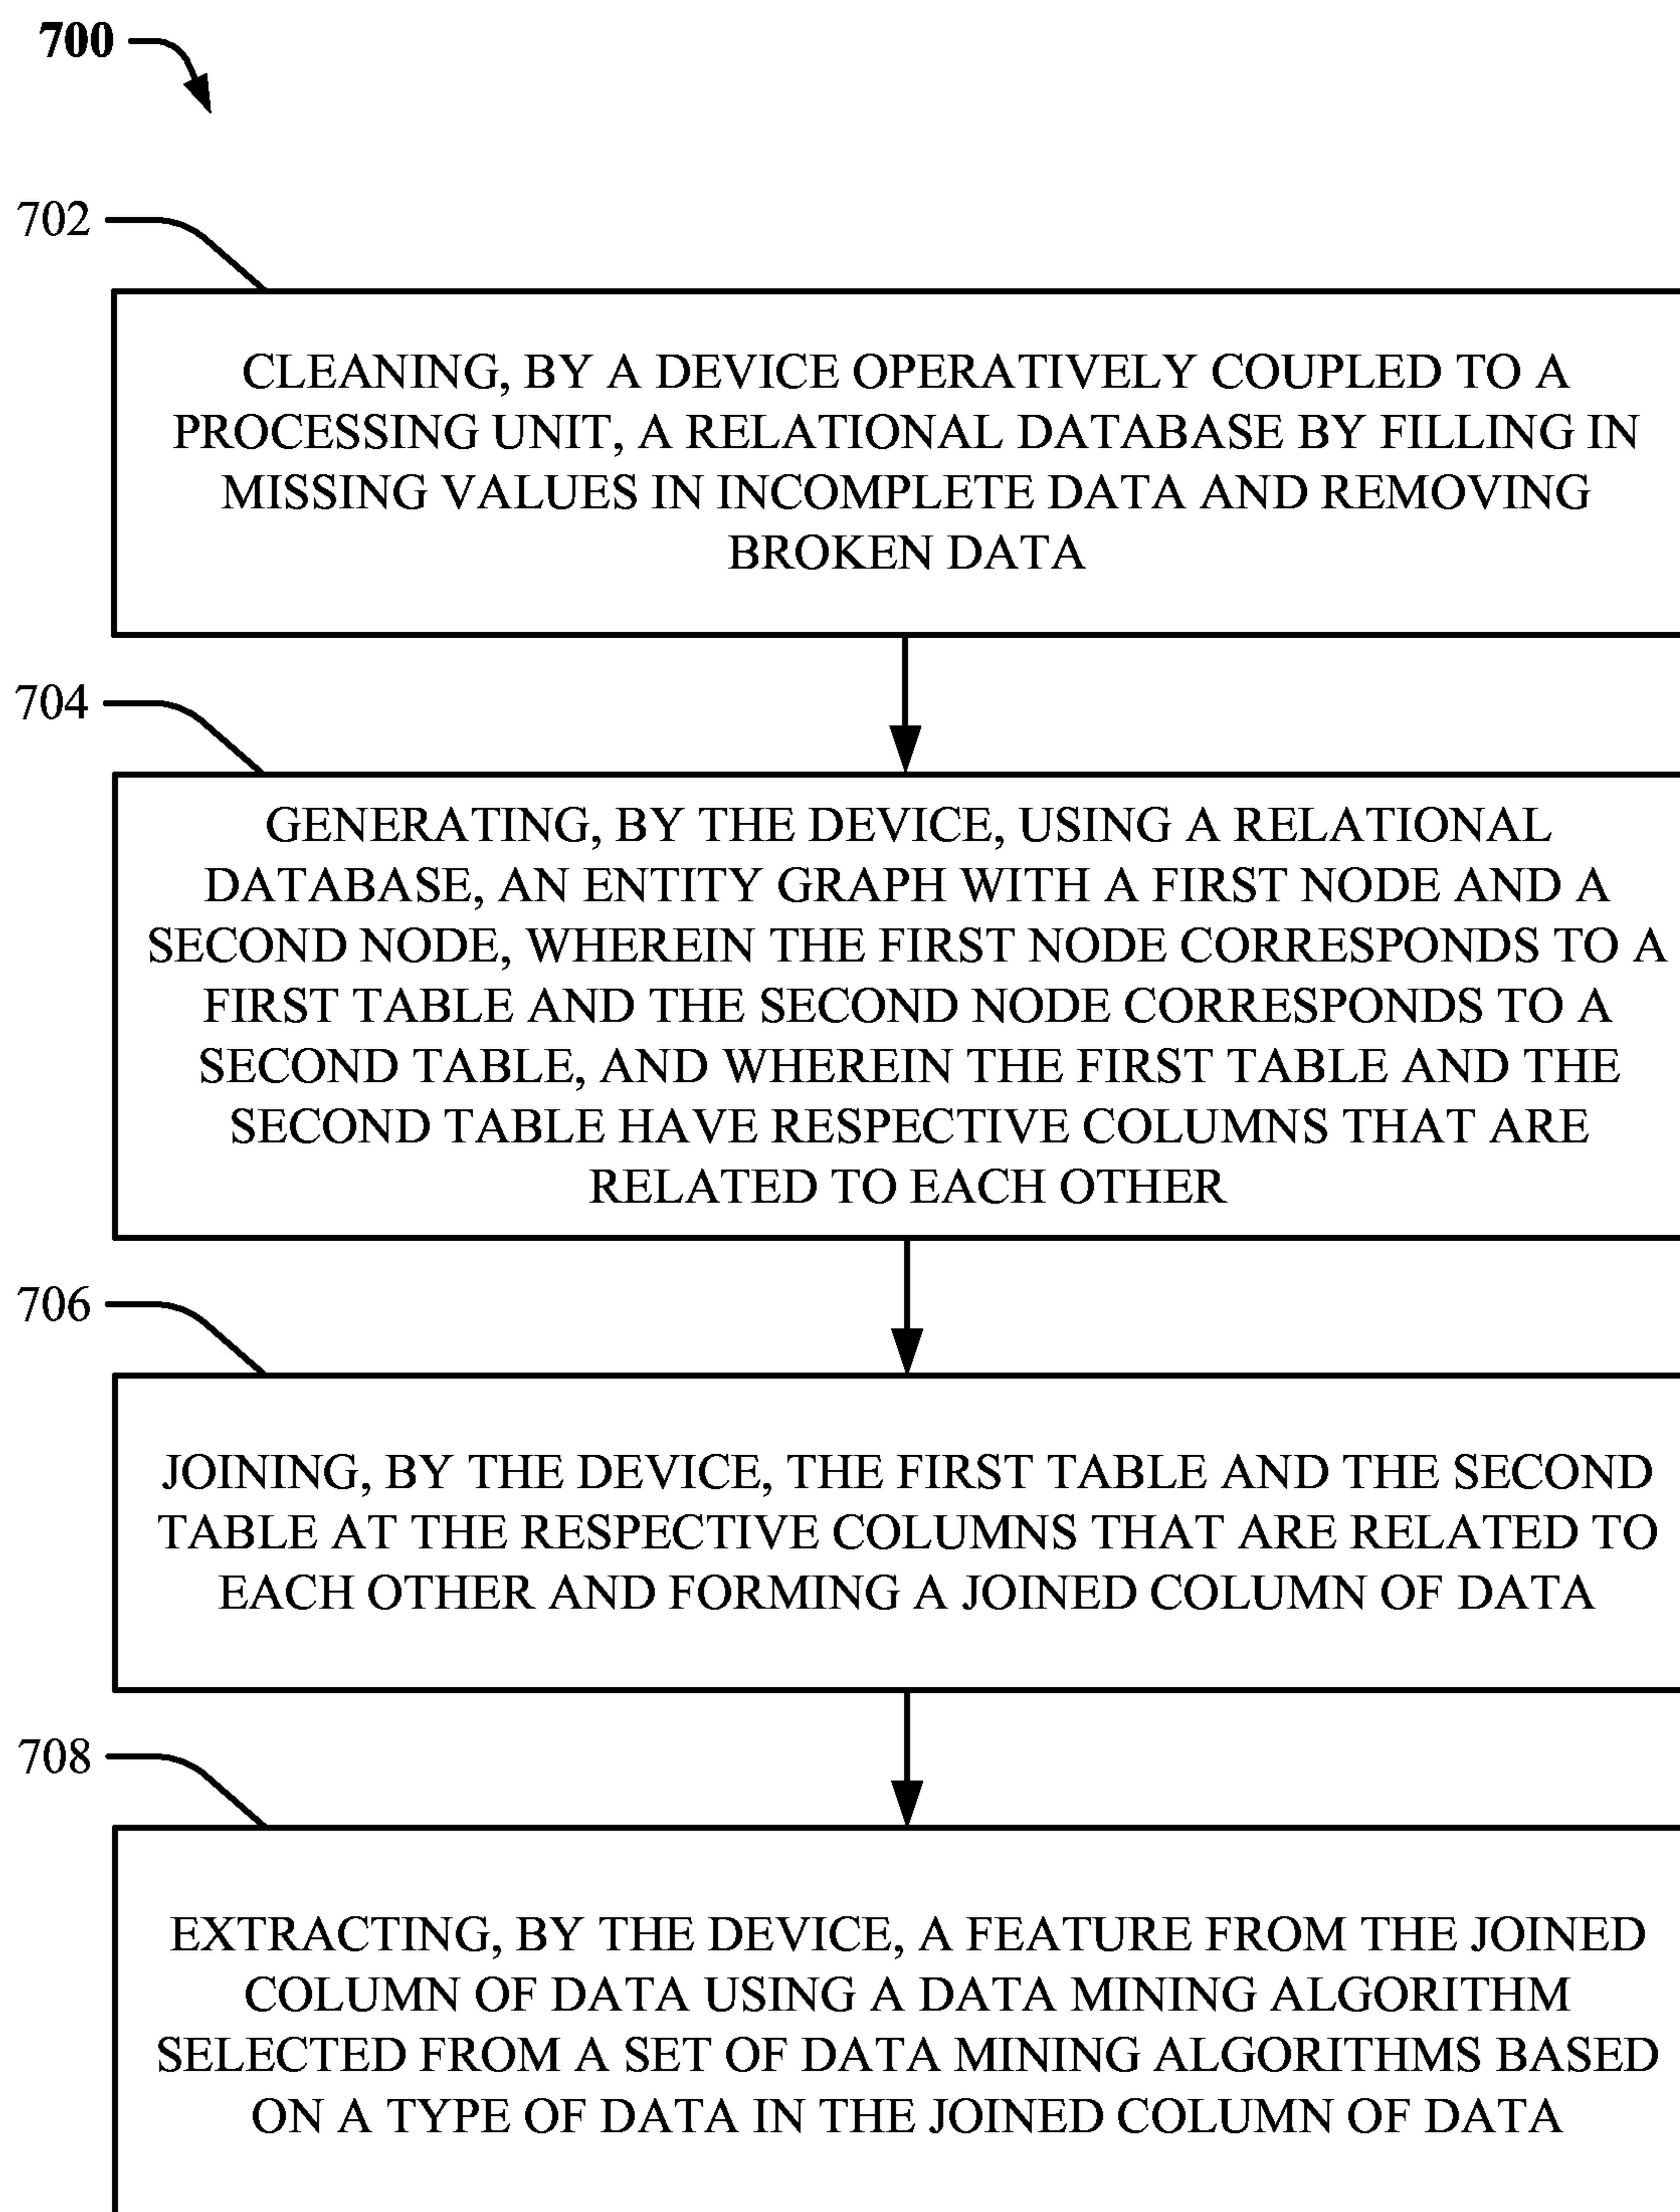 700
702
CLEANING, BY A DEVICE OPERATIVELY COUPLED TO A
PROCESSING UNIT, A RELATIONAL DATABASE BY FILLING IN
MISSING VALUES IN INCOMPLETE DATA AND REMOVING
BROKEN DATA
704
GENERATING, BY THE DEVICE, USING A RELATIONAL
DATABASE, AN ENTITY GRAPH WITH A FIRST NODE AND A
SECOND NODE, WHEREIN THE FIRST NODE CORRESPONDS TO A
FIRST TABLE AND THE SECOND NODE CORRESPONDS TO A
SECOND TABLE, AND WHEREIN THE FIRST TABLE AND THE
SECOND TABLE HAVE RESPECTIVE COLUMNS THAT ARE
RELATED TO EACH OTHER
706
JOINING, BY THE DEVICE, THE FIRST TABLE AND THE SECOND
TABLE AT THE RESPECTIVE COLUMNS THAT ARE RELATED TO
EACH OTHER AND FORMING A JOINED COLUMN OF DATA
708
EXTRACTING, BY THE DEVICE, A FEATURE FROM THE JOINED
COLUMN OF DATA USING A DATA MINING ALGORITHM
SELECTED FROM A SET OF DATA MINING ALGORITHMS BASED
ON A TYPE OF DATA IN THE JOINED COLUMN OF DATA